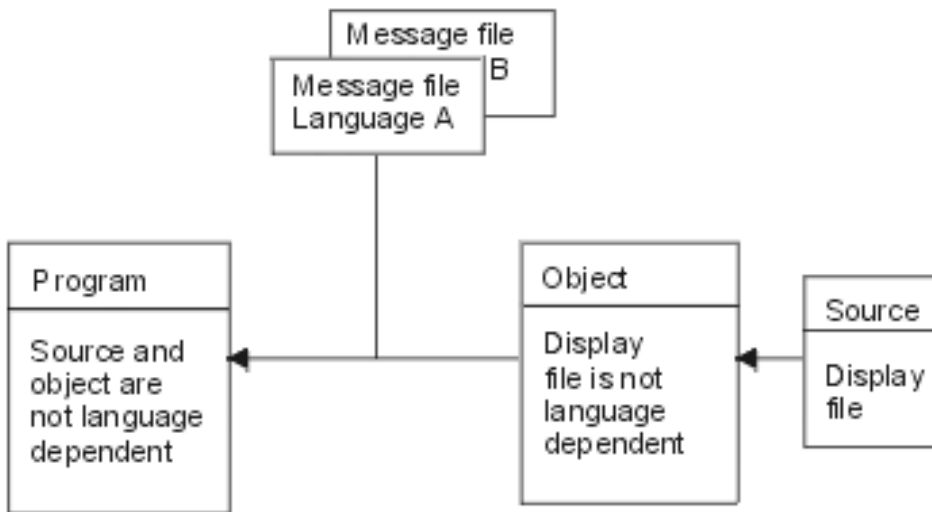 Message file
B
Message file
Language A
Program
Source and
object are
not language
dependent
Object
Display
file is not
language
dependent
Source
Display
file